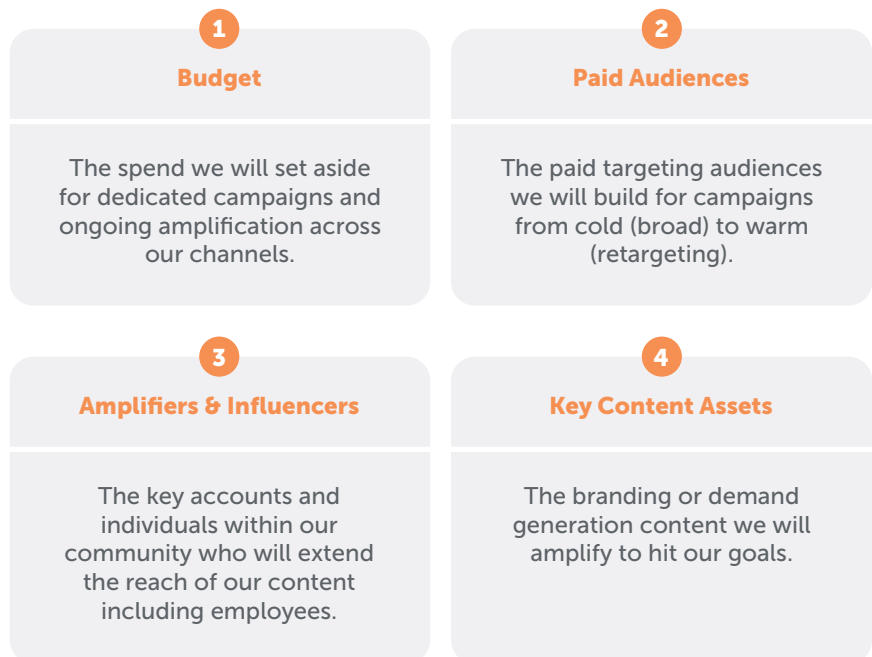 1
Budget
The spend we will set aside
for dedicated campaigns and
ongoing amplification across
our channels.
2
Paid Audiences
The paid targeting audiences
we will build for campaigns
from cold (broad) to warm
(retargeting).
3
Amplifiers & Influencers
The key accounts and
individuals within our
community who will extend
the reach of our content
including employees.
4
Key Content Assets
The branding or demand
generation content we will
amplify to hit our goals.